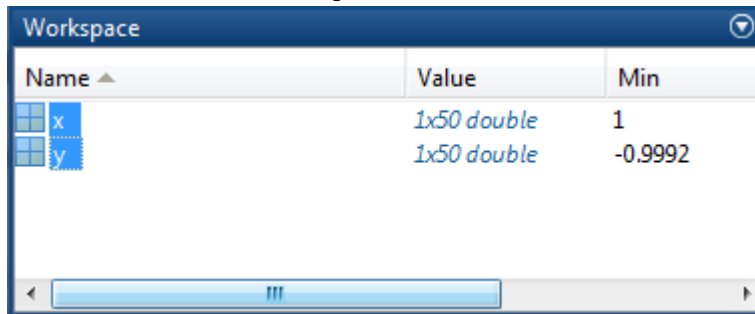 Workspace
Name Value Min
x 1x50 double 1
y 1x50 double -0.9992